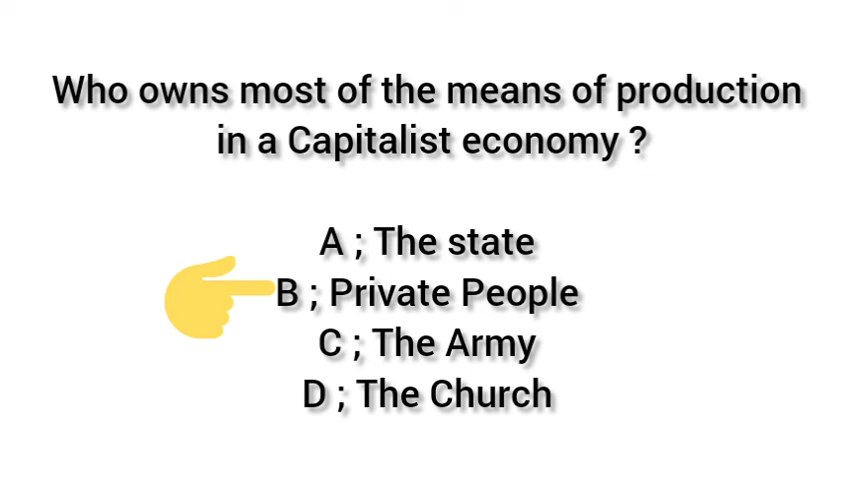 Who owns most of the means of production
in a Capitalist economy ?
A ; The state
B ; Private People
C ; The Army
D ; The Church